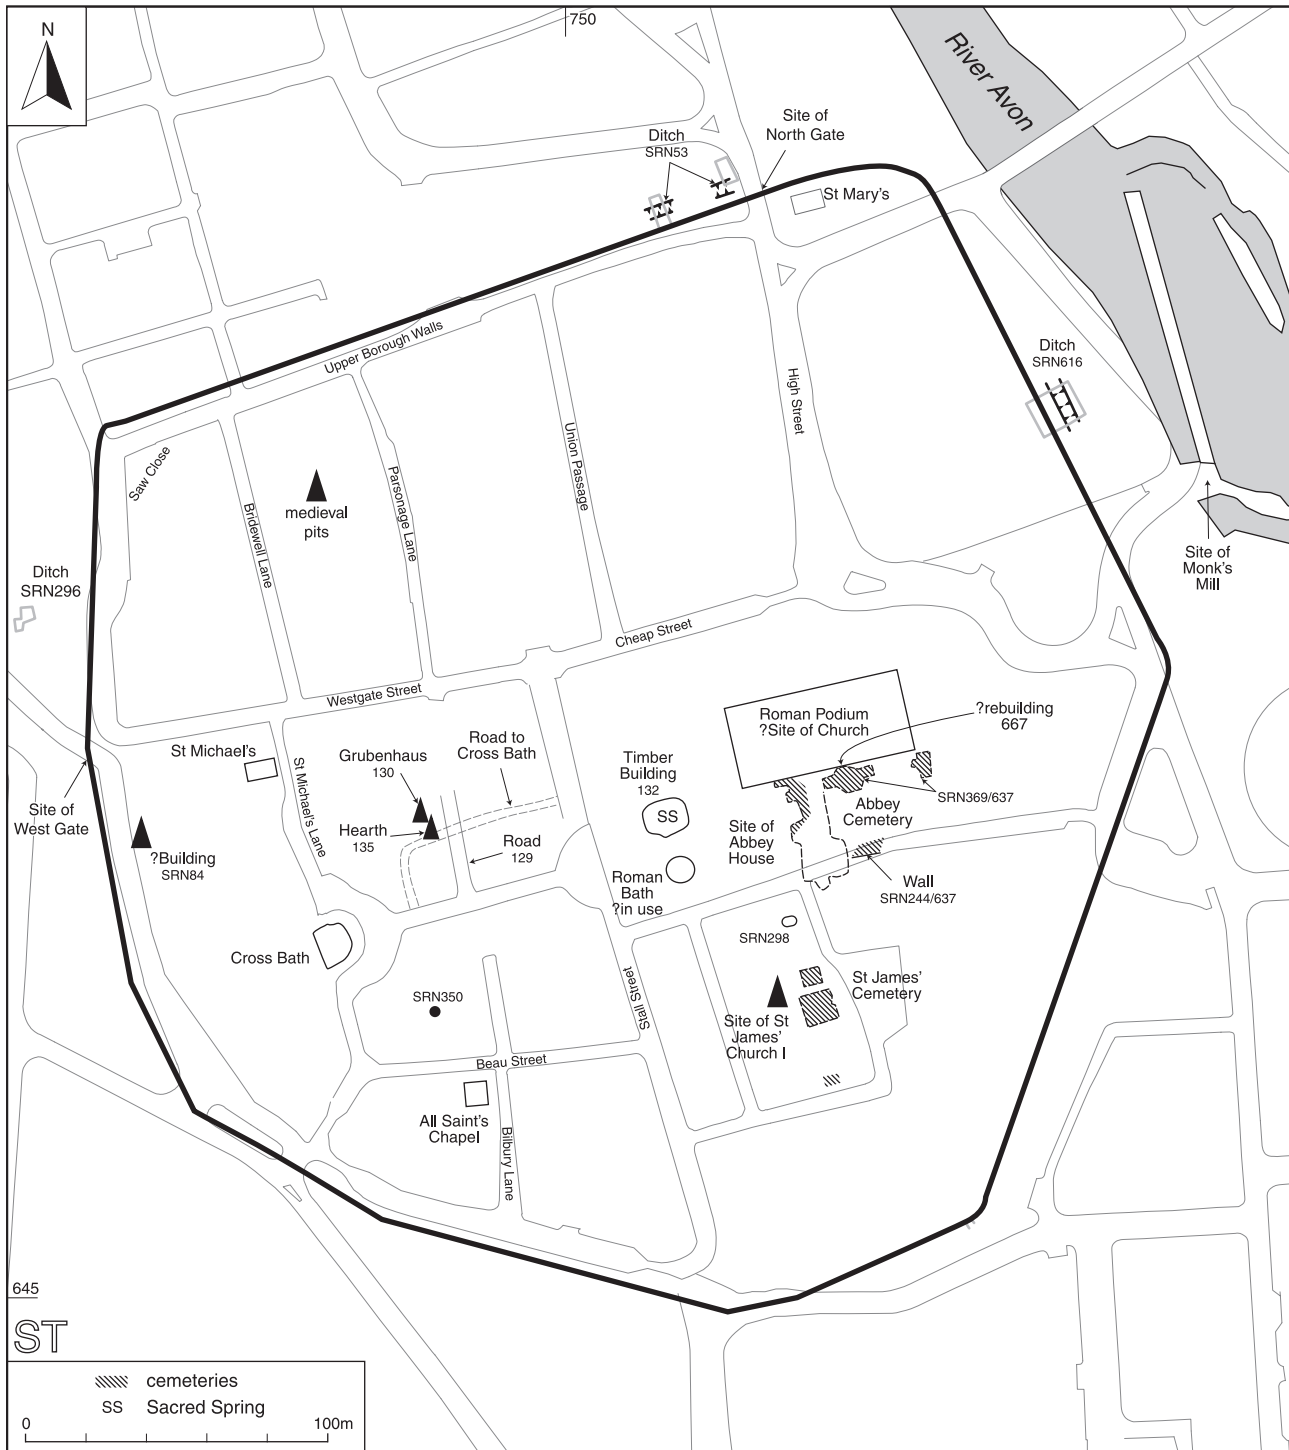 N
750
River Avon
Site of
North Gate
Ditch
SRN53
St Mary's
Upper Borough Walls
Ditch
SRN616
High Street
Union Passage
Saw Close
Bridewell Lane
Parsonage Lane
medieval
pits
Site of
Monk's
Mill
Ditch
SRN296
Cheap Street
Westgate Street
Roman Podium
?Site of Church
?rebuilding
667
St Michael's
St Michael's Lane
Grubenhaus
130
Road to
Cross Bath
Timber
Building
132
SS
SRN369/637
Abbey
Cemetery
Site of
West Gate
Hearth
135
Road
129
Site of
Abbey
House
?Building
SRN84
Roman
Bath
?in use
Wall
SRN244/637
SRN298
Cross Bath
SRN350
Stall Street
St James'
Cemetery
Site of St
James'
Church I
Beau Street
All Saint's
Chapel
Bilbury Lane
645
ST
cemeteries
SS Sacred Spring
0 100m